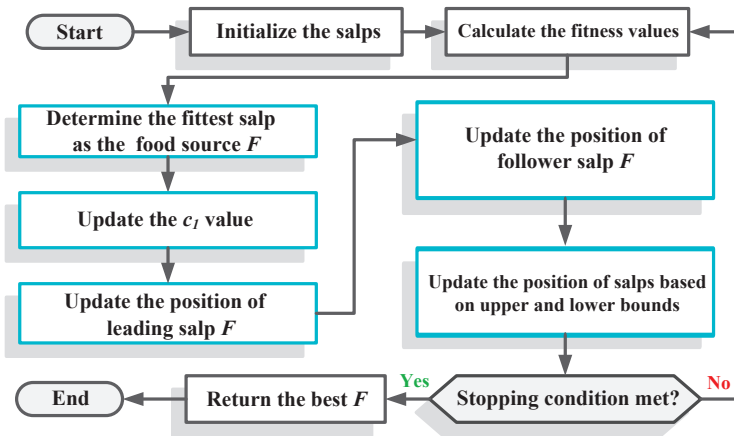 Start
Initialize the salps
Calculate the fitness values
Determine the fittest salp
as the food source F
Update the c₁ value
Update the position of
leading salp F
Update the position of
follower salp F
Update the position of salps based
on upper and lower bounds
Stopping condition met?
Yes
No
Return the best F
End